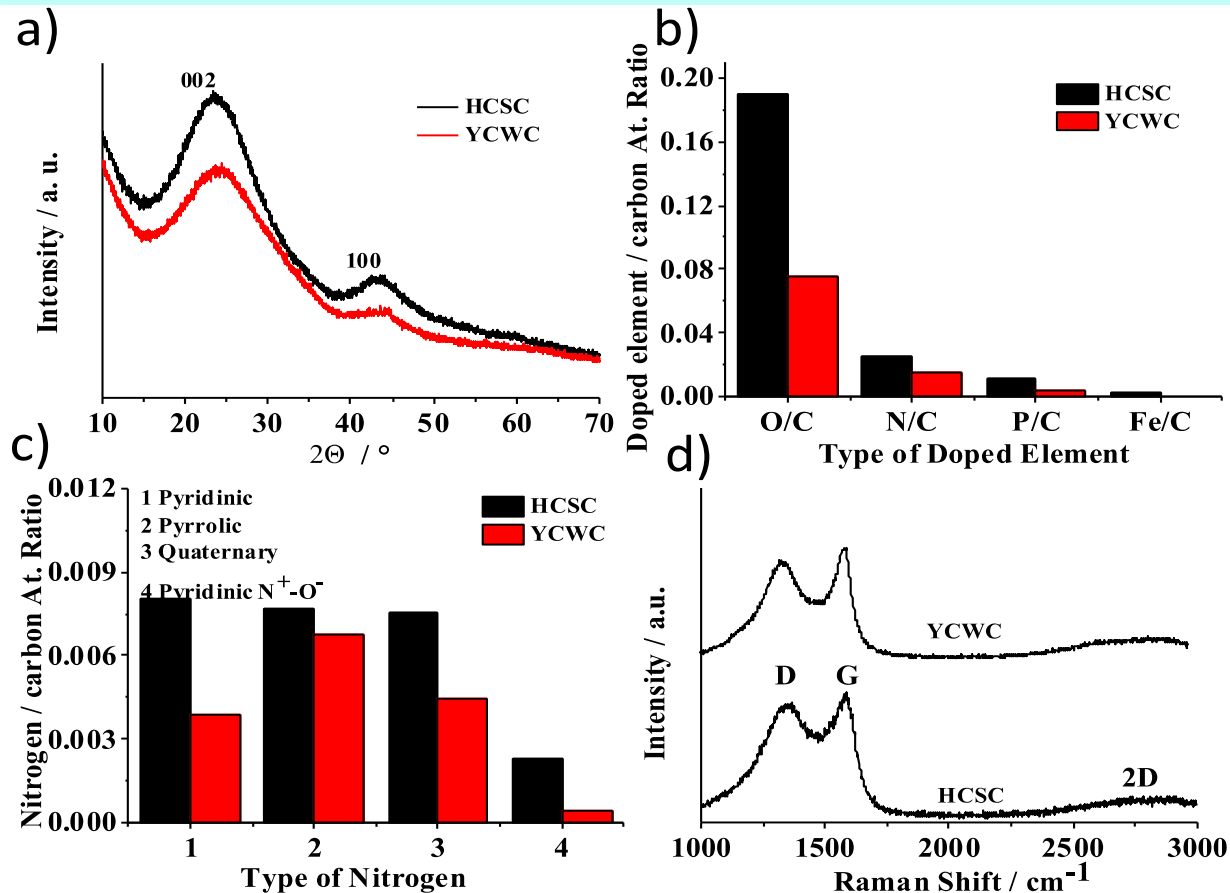 a)
002
HCSC
YCWC
100
Intensity / a. u.
10 20 30 40 50 60 70
2Θ / °
b)
0.20
0.16
0.12
0.08
0.04
0.00
Doped element / carbon At. Ratio
HCSC
YCWC
O/C N/C P/C Fe/C
Type of Doped Element
c)
0.012
0.009
0.006
0.003
0.000
Nitrogen / carbon At. Ratio
1 Pyridinic
2 Pyrrolic
3 Quaternary
4 Pyridinic N⁺-O⁻
HCSC
YCWC
1 2 3 4
Type of Nitrogen
d)
Intensity / a.u.
YCWC
D G
2D
HCSC
1000 1500 2000 2500 3000
Raman Shift / cm⁻¹